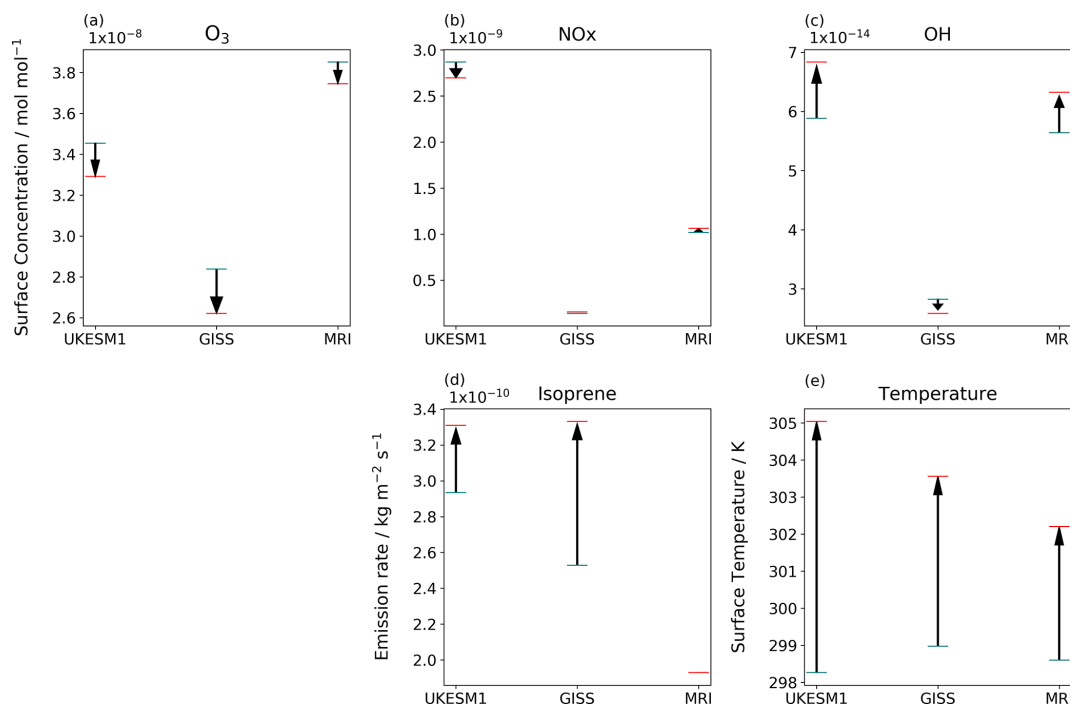 (a)
1x10⁻⁸
O₃
Surface Concentration / mol mol⁻¹
3.8
3.6
3.4
3.2
3.0
2.8
2.6
UKESM1 GISS MRI
(b)
1x10⁻⁹
NOx
3.0
2.5
2.0
1.5
1.0
0.5
UKESM1 GISS MRI
(c)
1x10⁻¹⁴
OH
7
6
5
4
3
UKESM1 GISS MR
(d)
1x10⁻¹⁰
Isoprene
Emission rate / kg m⁻² s⁻¹
3.4
3.2
3.0
2.8
2.6
2.4
2.2
2.0
UKESM1 GISS MRI
(e)
Temperature
Surface Temperature / K
305
304
303
302
301
300
299
298
UKESM1 GISS MR